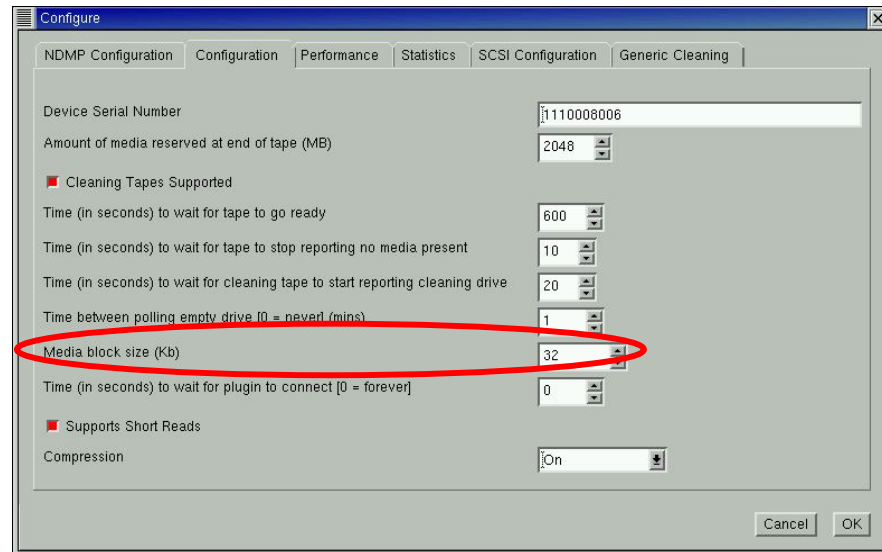 Configure
NDMP Configuration Configuration Performance Statistics SCSI Configuration Generic Cleaning
Device Serial Number 1110008006
Amount of media reserved at end of tape (MB) 2048
Cleaning Tapes Supported
Time (in seconds) to wait for tape to go ready 600
Time (in seconds) to wait for tape to stop reporting no media present 10
Time (in seconds) to wait for cleaning tape to start reporting cleaning drive 20
Time between polling empty drive [0 = never] (mins) 1
Media block size (Kb) 32
Time (in seconds) to wait for plugin to connect [0 = forever] 0
Supports Short Reads
Compression On
Cancel OK